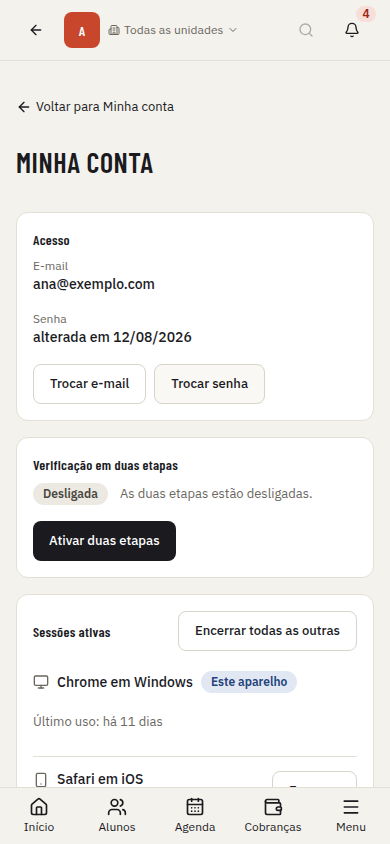 A
Todas as unidades
4
Voltar para Minha conta
MINHA CONTA
Acesso
E-mail
ana@exemplo.com
Senha
alterada em 12/08/2026
Trocar e-mail
Trocar senha
Verificação em duas etapas
Desligada
As duas etapas estão desligadas.
Ativar duas etapas
Sessões ativas
Encerrar todas as outras
Chrome em Windows
Este aparelho
Último uso: há 11 dias
Safari em iOS
Início
Alunos
Agenda
Cobranças
Menu